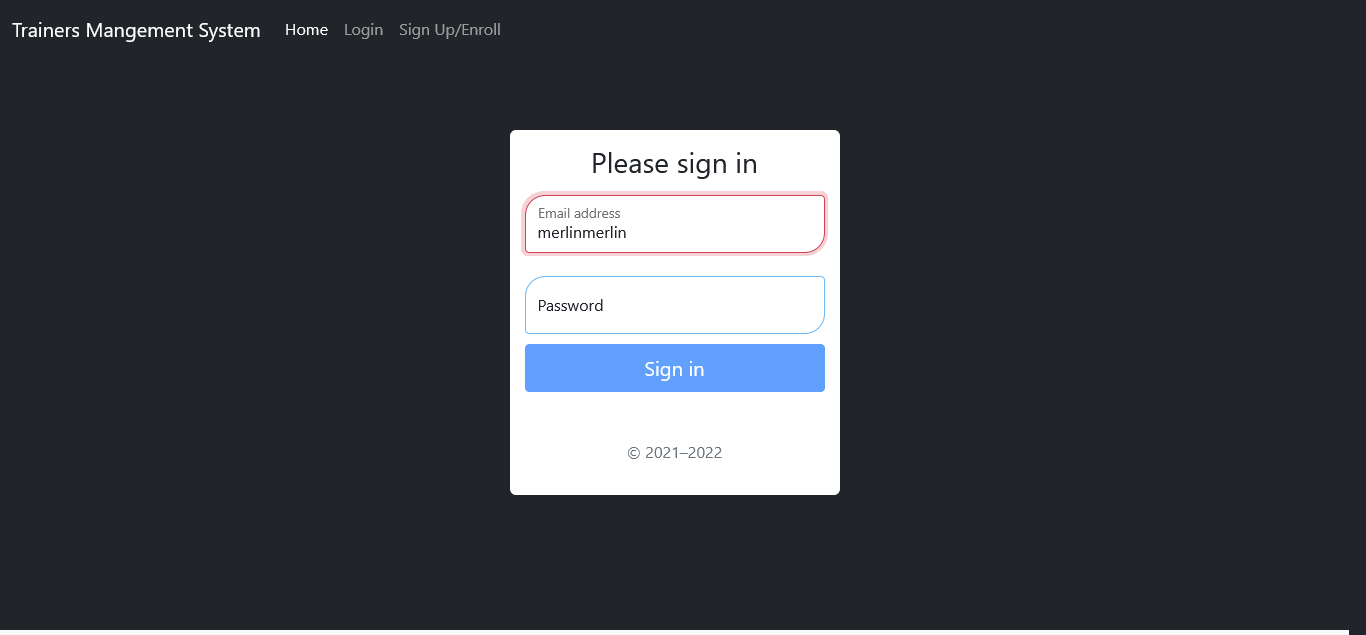 Trainers Mangement System Home Login Sign Up/Enroll
Please sign in
Email address
merlinmerlin
Password
Sign in
© 2021–2022